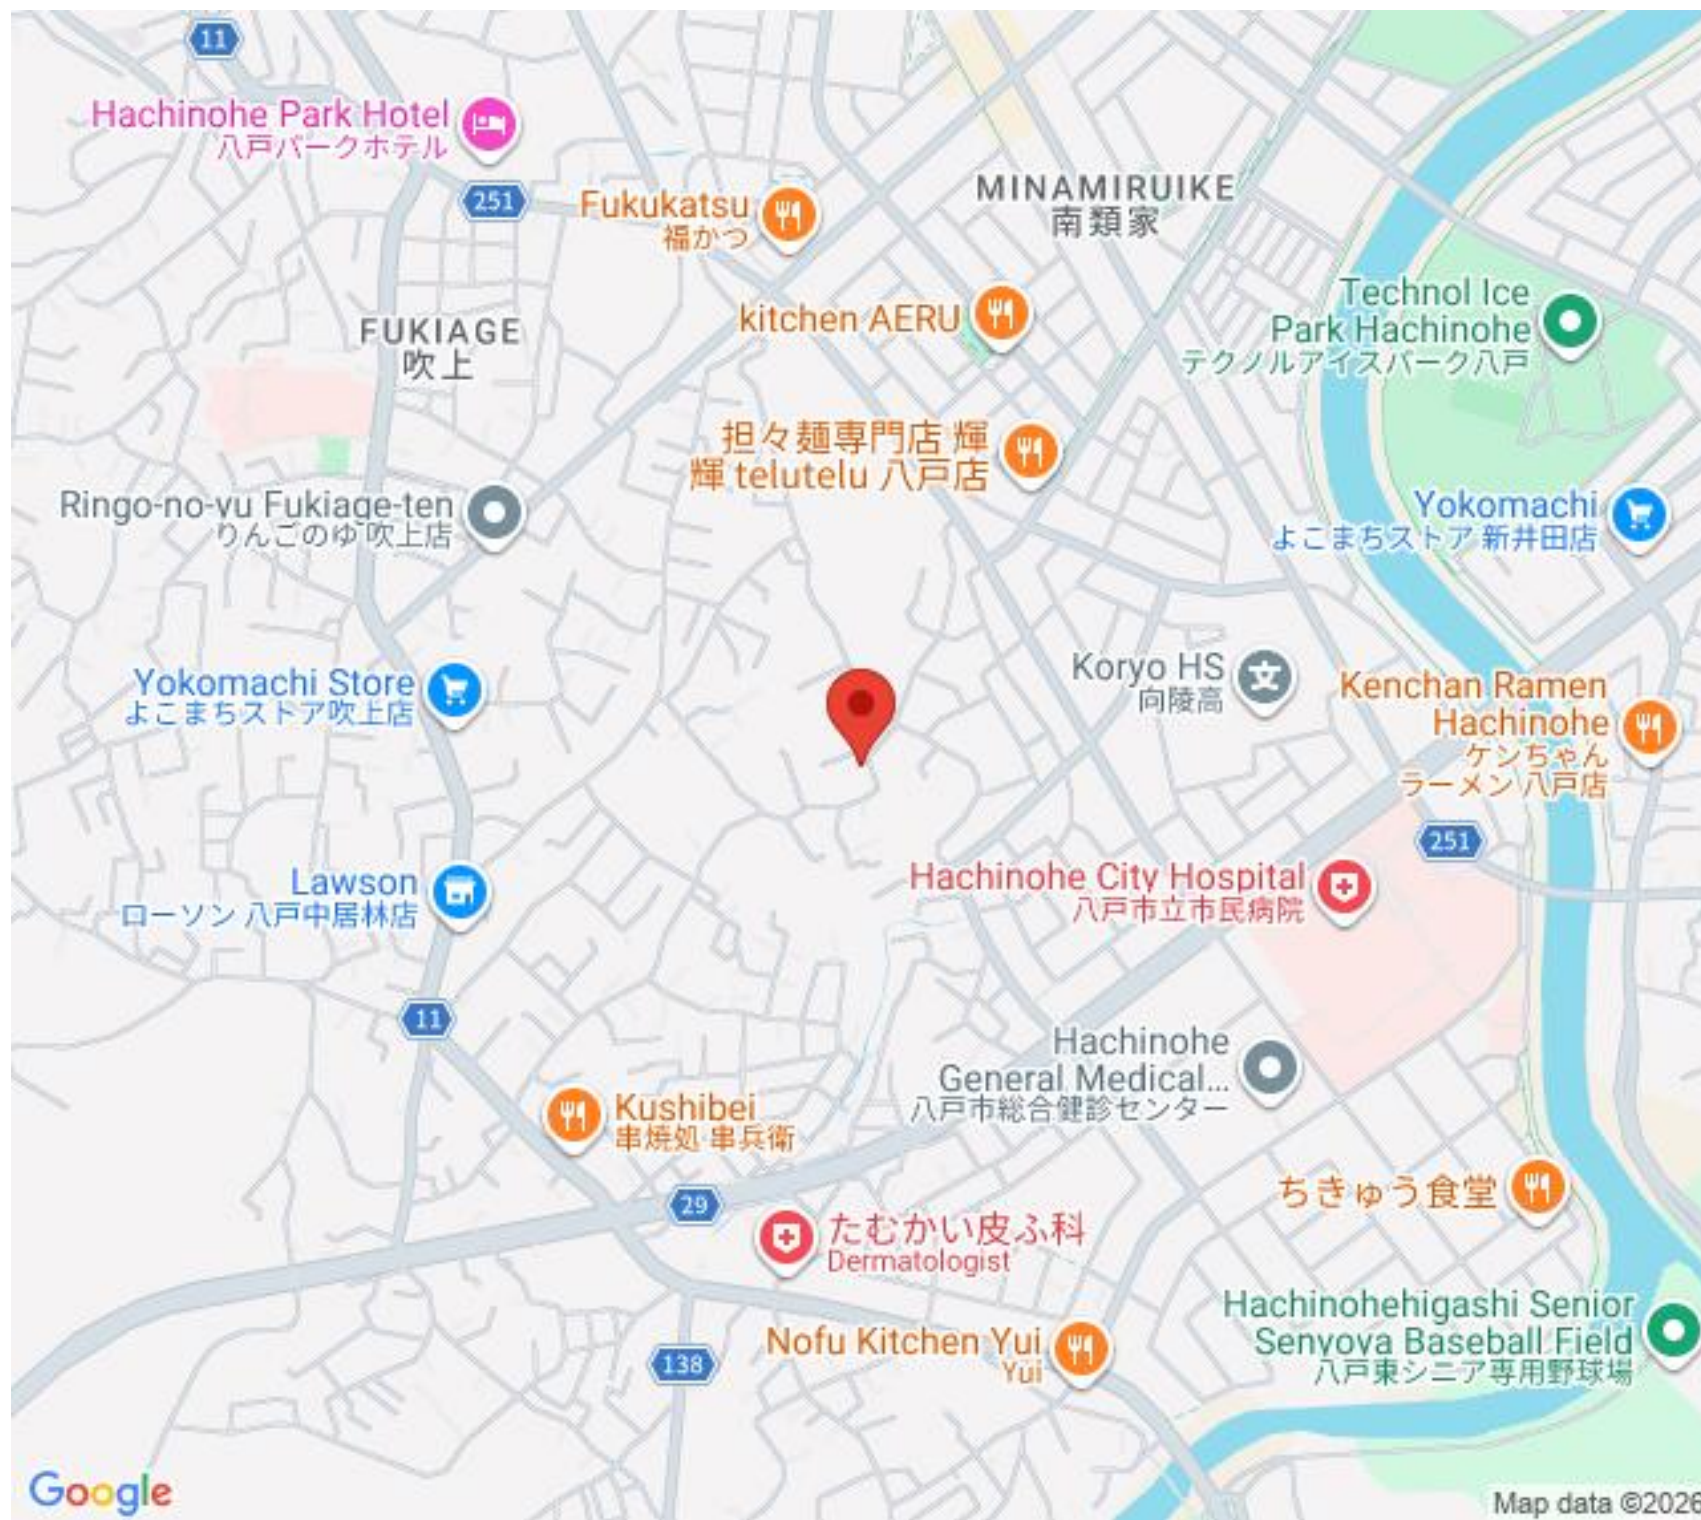 11
Hachinohe Park Hotel
八戸パークホテル
251
Fukukatsu
福かつ
MINAMIRUIKE
南類家
Technol Ice
Park Hachinohe
テクノルアイスパーク八戸
kitchen AERU
FUKIAGE
吹上
担々麺専門店 輝
輝 telutelu 八戸店
Ringo-no-yu Fukiage-ten
りんごのゆ 吹上店
Yokomachi
よこまちストア 新井田店
Koryo HS
向陵高
Yokomachi Store
よこまちストア吹上店
Kenchan Ramen
Hachinohe
ケンちゃん
ラーメン 八戸店
251
Lawson
ローソン 八戸中居林店
Hachinohe City Hospital
八戸市立市民病院
11
Hachinohe
General Medical...
八戸市総合健診センター
Kushibei
串焼処 串兵衛
29
ちきゅう食堂
たむかい皮ふ科
Dermatologist
Hachinohehigashi Senior
Senyova Baseball Field
八戸東シニア専用野球場
Nofu Kitchen Yui
Yui
138
Google
Map data ©2026